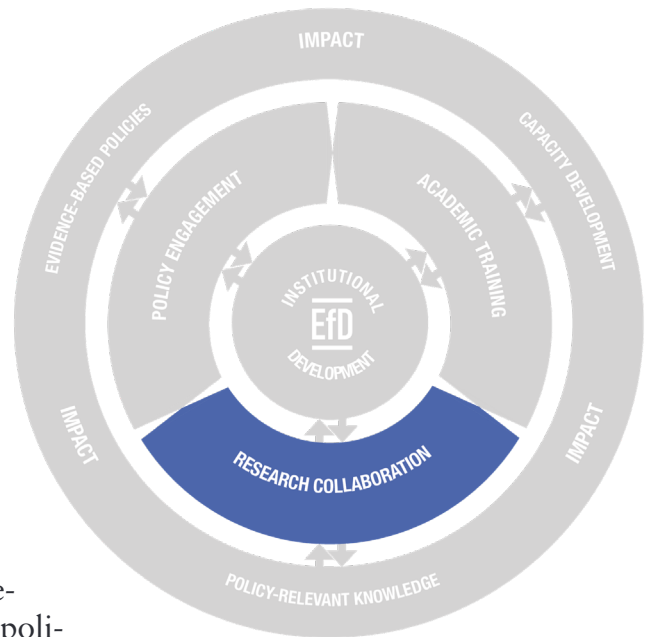 IMPACT
EVIDENCE-BASED POLICIES
CAPACITY DEVELOPMENT
POLICY ENGAGEMENT
ACADEMIC TRAINING
INSTITUTIONAL
EfD
DEVELOPMENT
IMPACT
IMPACT
RESEARCH COLLABORATION
POLICY-RELEVANT KNOWLEDGE
e-
poli-